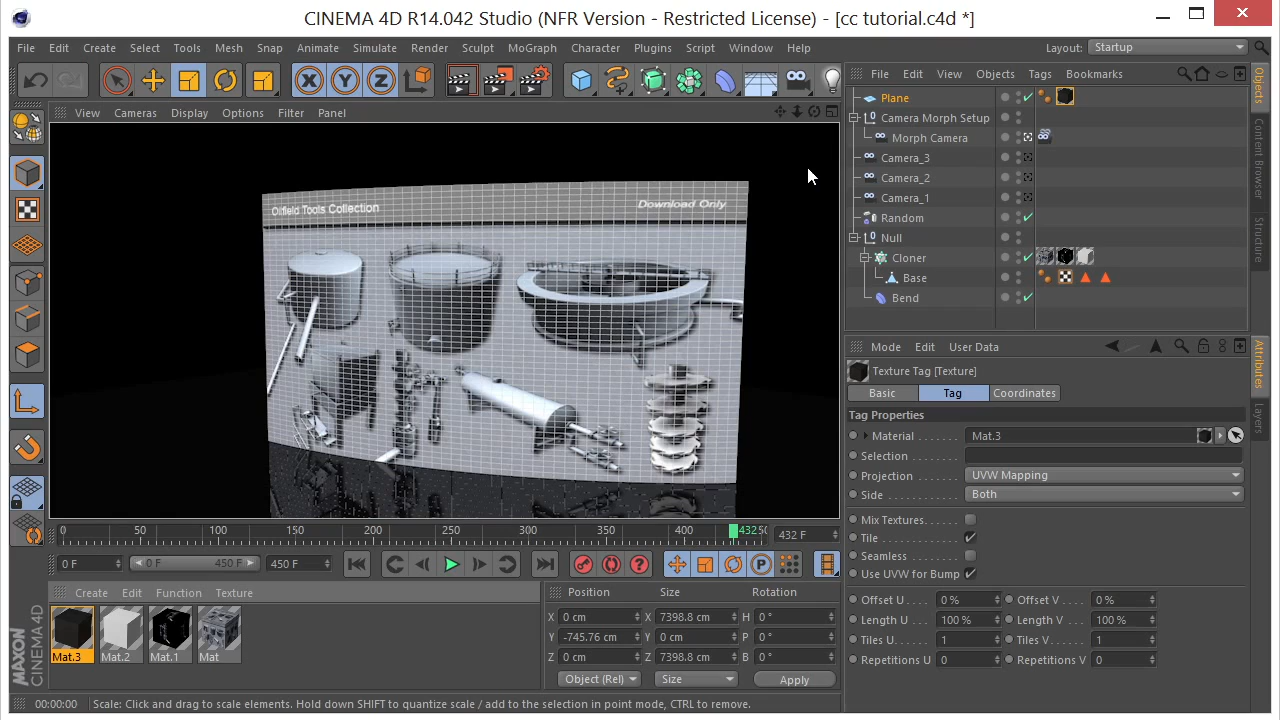 CINEMA 4D R14.042 Studio (NFR Version - Restricted License) - [cc tutorial.c4d *]
File Edit Create Select Tools Mesh Snap Animate Simulate Render Sculpt MoGraph Character Plugins Script Window Help
Layout: Startup
File Edit View Objects Tags Bookmarks
View Cameras Display Options Filter Panel
X Y Z
Plane
Camera Morph Setup
Morph Camera
Camera_3
Camera_2
Camera_1
Random
Null
Cloner
Base
Bend
Objects
Content Browser
Structure
Attributes
Layers
Oilfield Tools Collection
Download Only
Mode Edit User Data
Texture Tag [Texture]
Basic Tag Coordinates
Tag Properties
Material Mat.3
Selection
Projection UVW Mapping
Side Both
Mix Textures
Tile
Seamless
Use UVW for Bump
Offset U 0 % Offset V 0 %
Length U 100 % Length V 100 %
Tiles U 1 Tiles V 1
Repetitions U 0 Repetitions V 0
0 50 100 150 200 250 300 350 400 432 432 F
0 F 0 F 450 F 450 F
P
Create Edit Function Texture
Mat.3 Mat.2 Mat.1 Mat
Position Size Rotation
X 0 cm X 7398.8 cm H 0 °
Y -745.76 cm Y 0 cm P 0 °
Z 0 cm Z 7398.8 cm B 0 °
Object (Rel) Size Apply
MAXON
CINEMA 4D
00:00:00 Scale: Click and drag to scale elements. Hold down SHIFT to quantize scale / add to the selection in point mode, CTRL to remove.